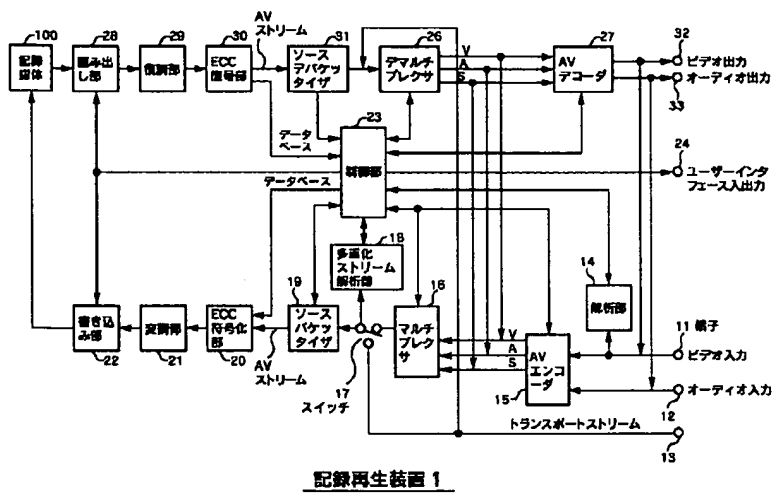 100
28
29
30
AV
ストリーム
31
26
27
32
記録
媒体
読み出
し部
復調部
ECC
復号部
ソース
デパケッ
タイザ
デマルチ
プレクサ
V
A
S
AV
デコーダ
ビデオ出力
オーディオ出力
33
データ
ベース
23
制御部
24
ユーザーインタ
フェース入出力
データベース
18
多重化
ストリーム
解析部
14
解析部
19
16
書き込
み部
22
変調部
21
ECC
符号化
部
20
AV
ストリーム
ソース
パケッ
タイザ
17
スイッチ
マルチ
プレク
サ
V
A
S
AV
エンコ
ーダ
15
11 端子
ビデオ入力
オーディオ入力
12
トランスポートストリーム
13
記録再生装置1